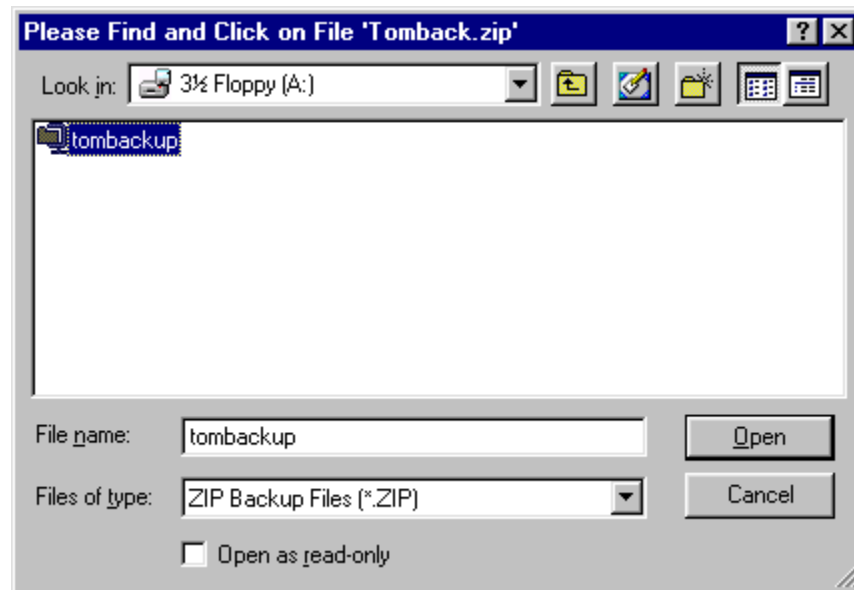 Please Find and Click on File 'Tomback.zip'
Look in: 3½ Floppy (A:)
tombackup
File name: tombackup Open
Files of type: ZIP Backup Files (*.ZIP) Cancel
Open as read-only